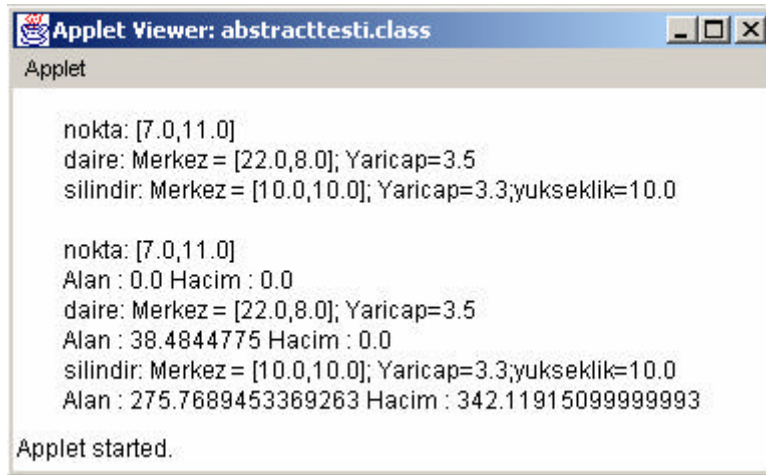 Applet Viewer: abstracttesti.class
Applet
nokta: [7.0,11.0]
daire: Merkez = [22.0,8.0]; Yaricap=3.5
silindir: Merkez = [10.0,10.0]; Yaricap=3.3;yukseklik=10.0
nokta: [7.0,11.0]
Alan : 0.0 Hacim : 0.0
daire: Merkez = [22.0,8.0]; Yaricap=3.5
Alan : 38.4844775 Hacim : 0.0
silindir: Merkez = [10.0,10.0]; Yaricap=3.3;yukseklik=10.0
Alan : 275.7689453369263 Hacim : 342.11915099999993
Applet started.